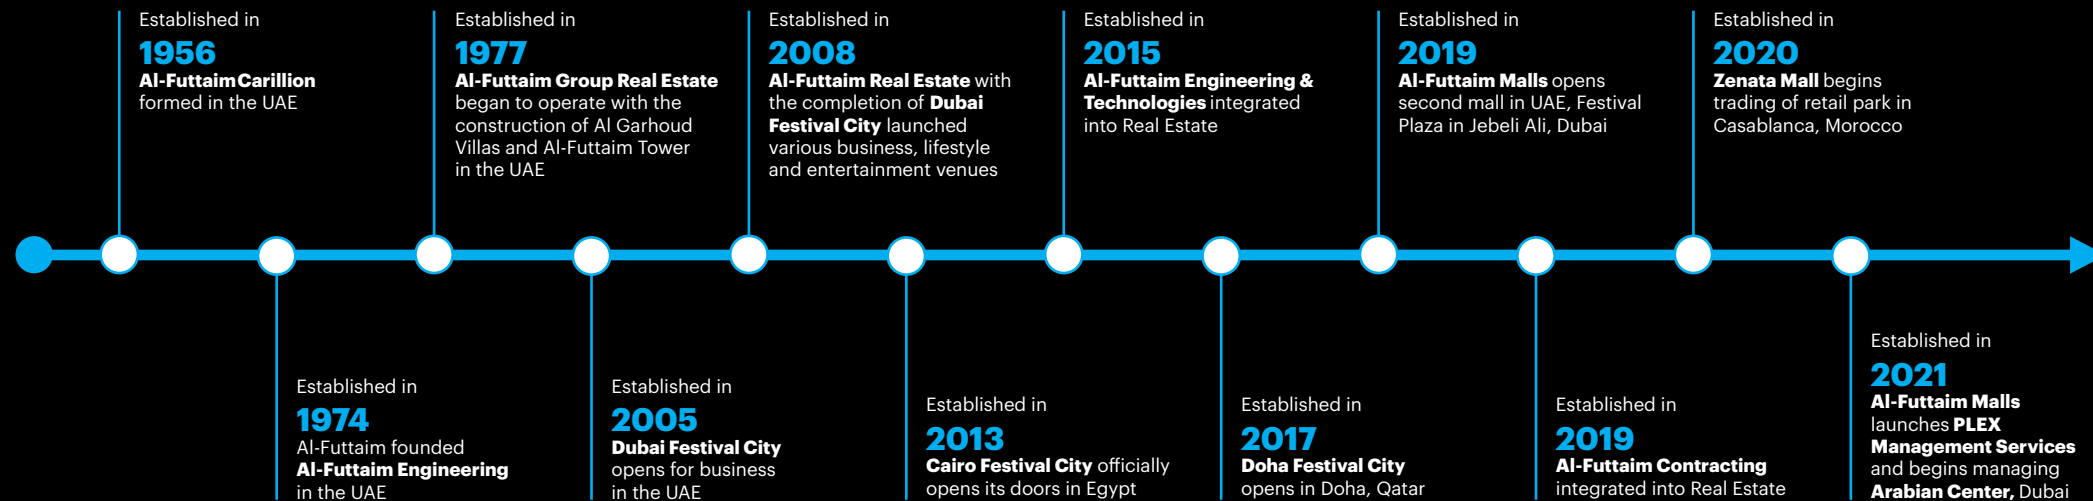 Established in
1956
Al-Futtaim Carillion
formed in the UAE
Established in
1974
Al-Futtaim founded
Al-Futtaim Engineering
in the UAE
Established in
1977
Al-Futtaim Group Real Estate
began to operate with the
construction of Al Garhoud
Villas and Al-Futtaim Tower
in the UAE
Established in
2005
Dubai Festival City
opens for business
in the UAE
Established in
2008
Al-Futtaim Real Estate with
the completion of Dubai
Festival City launched
various business, lifestyle
and entertainment venues
Established in
2013
Cairo Festival City officially
opens its doors in Egypt
Established in
2015
Al-Futtaim Engineering &
Technologies integrated
into Real Estate
Established in
2017
Doha Festival City
opens in Doha, Qatar
Established in
2019
Al-Futtaim Malls opens
second mall in UAE, Festival
Plaza in Jebeli Ali, Dubai
Established in
2019
Al-Futtaim Contracting
integrated into Real Estate
Established in
2020
Zenata Mall begins
trading of retail park in
Casablanca, Morocco
Established in
2021
Al-Futtaim Malls
launches PLEX
Management Services
and begins managing
Arabian Center, Dubai